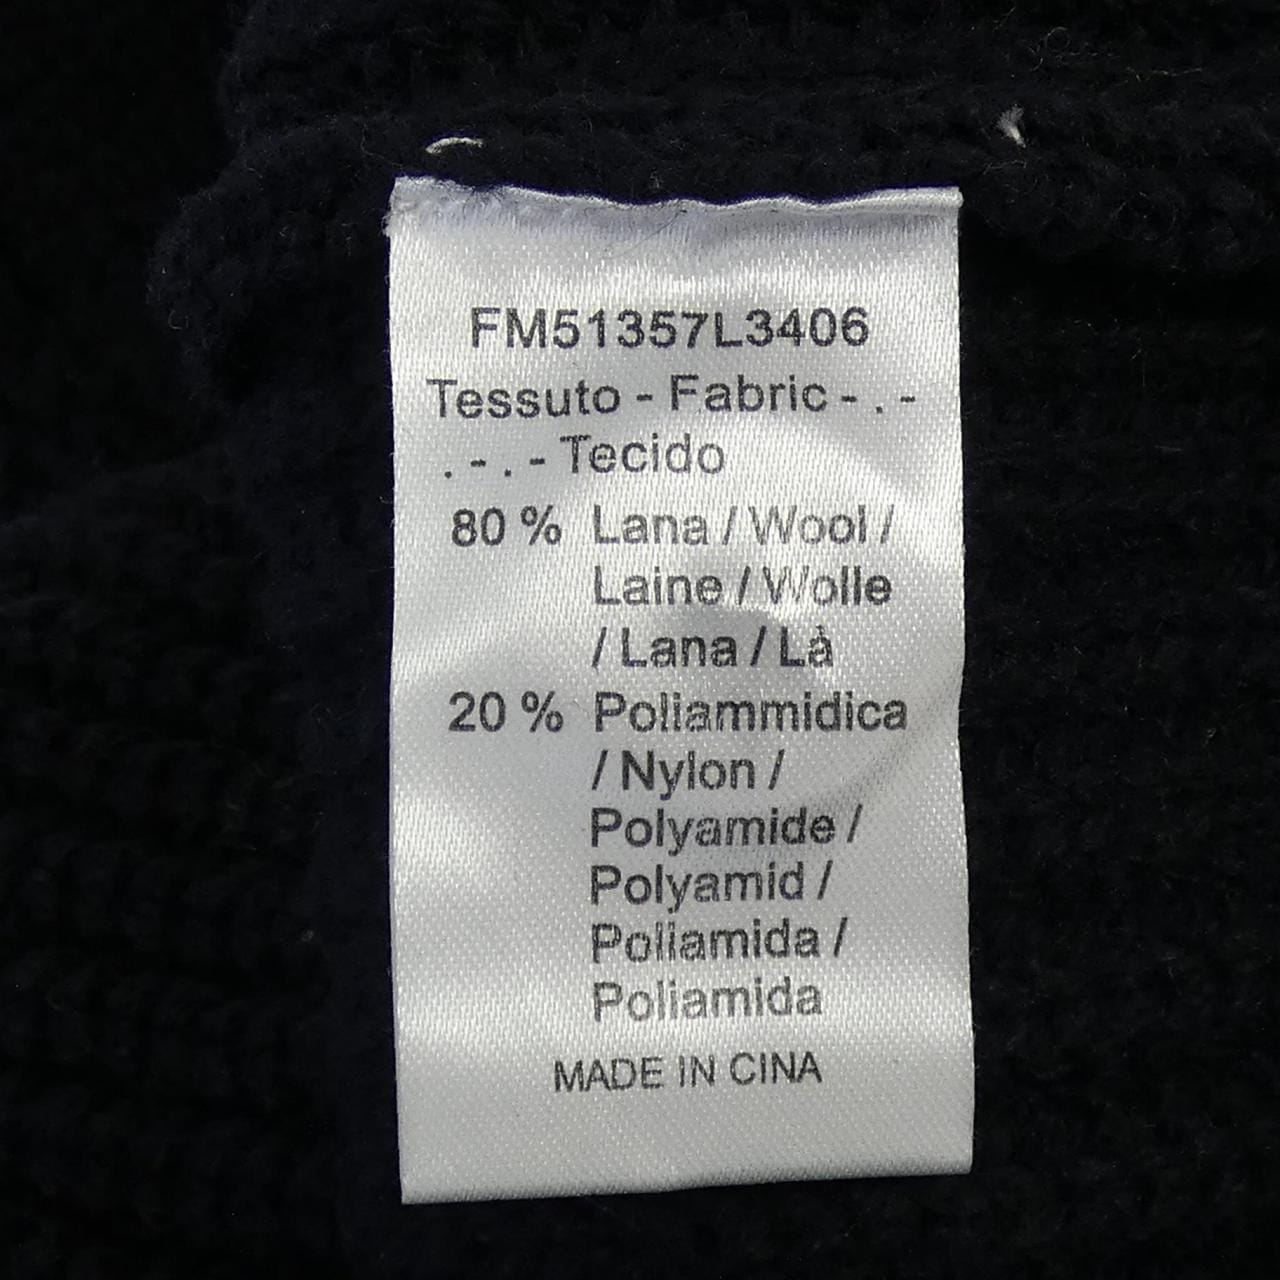 FM51357L3406
Tessuto - Fabric - . -
. - . - Tecido
80 % Lana / Wool /
Laine / Wolle
/ Lana / Là
20 % Poliammidica
/ Nylon /
Polyamide /
Polyamid /
Poliamida /
Poliamida
MADE IN CINA